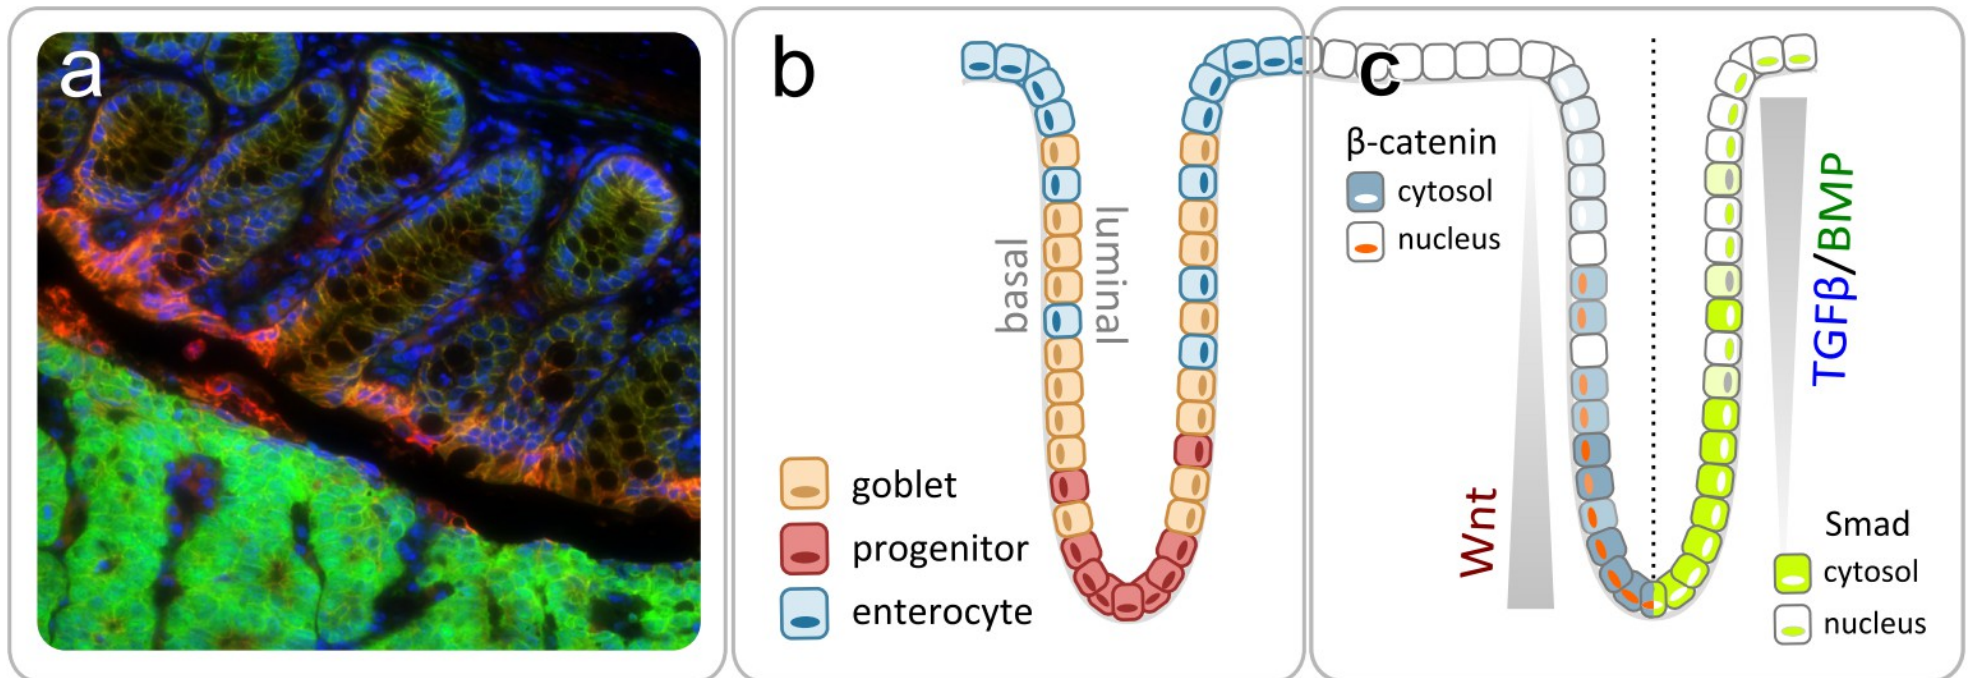 a
b
basal
luminal
goblet
progenitor
enterocyte
c
β-catenin
cytosol
nucleus
Wnt
TGFβ/BMP
Smad
cytosol
nucleus